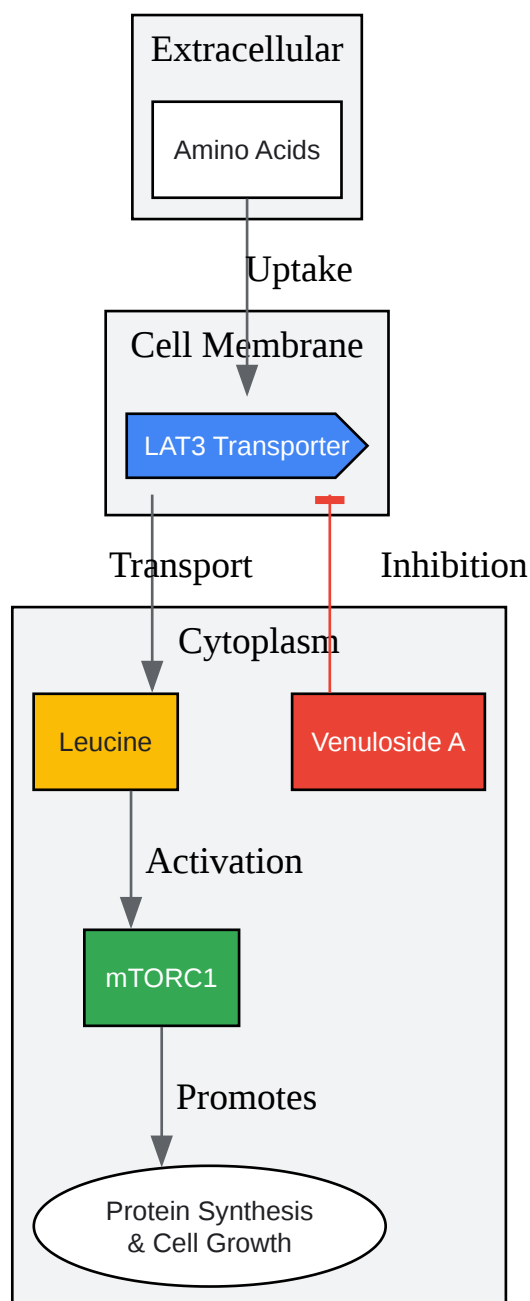 Extracellular
Amino Acids
Uptake
Cell Membrane
LAT3 Transporter
Transport
Inhibition
Cytoplasm
Leucine
Venuloside A
Activation
mTORC1
Promotes
Protein Synthesis
& Cell Growth